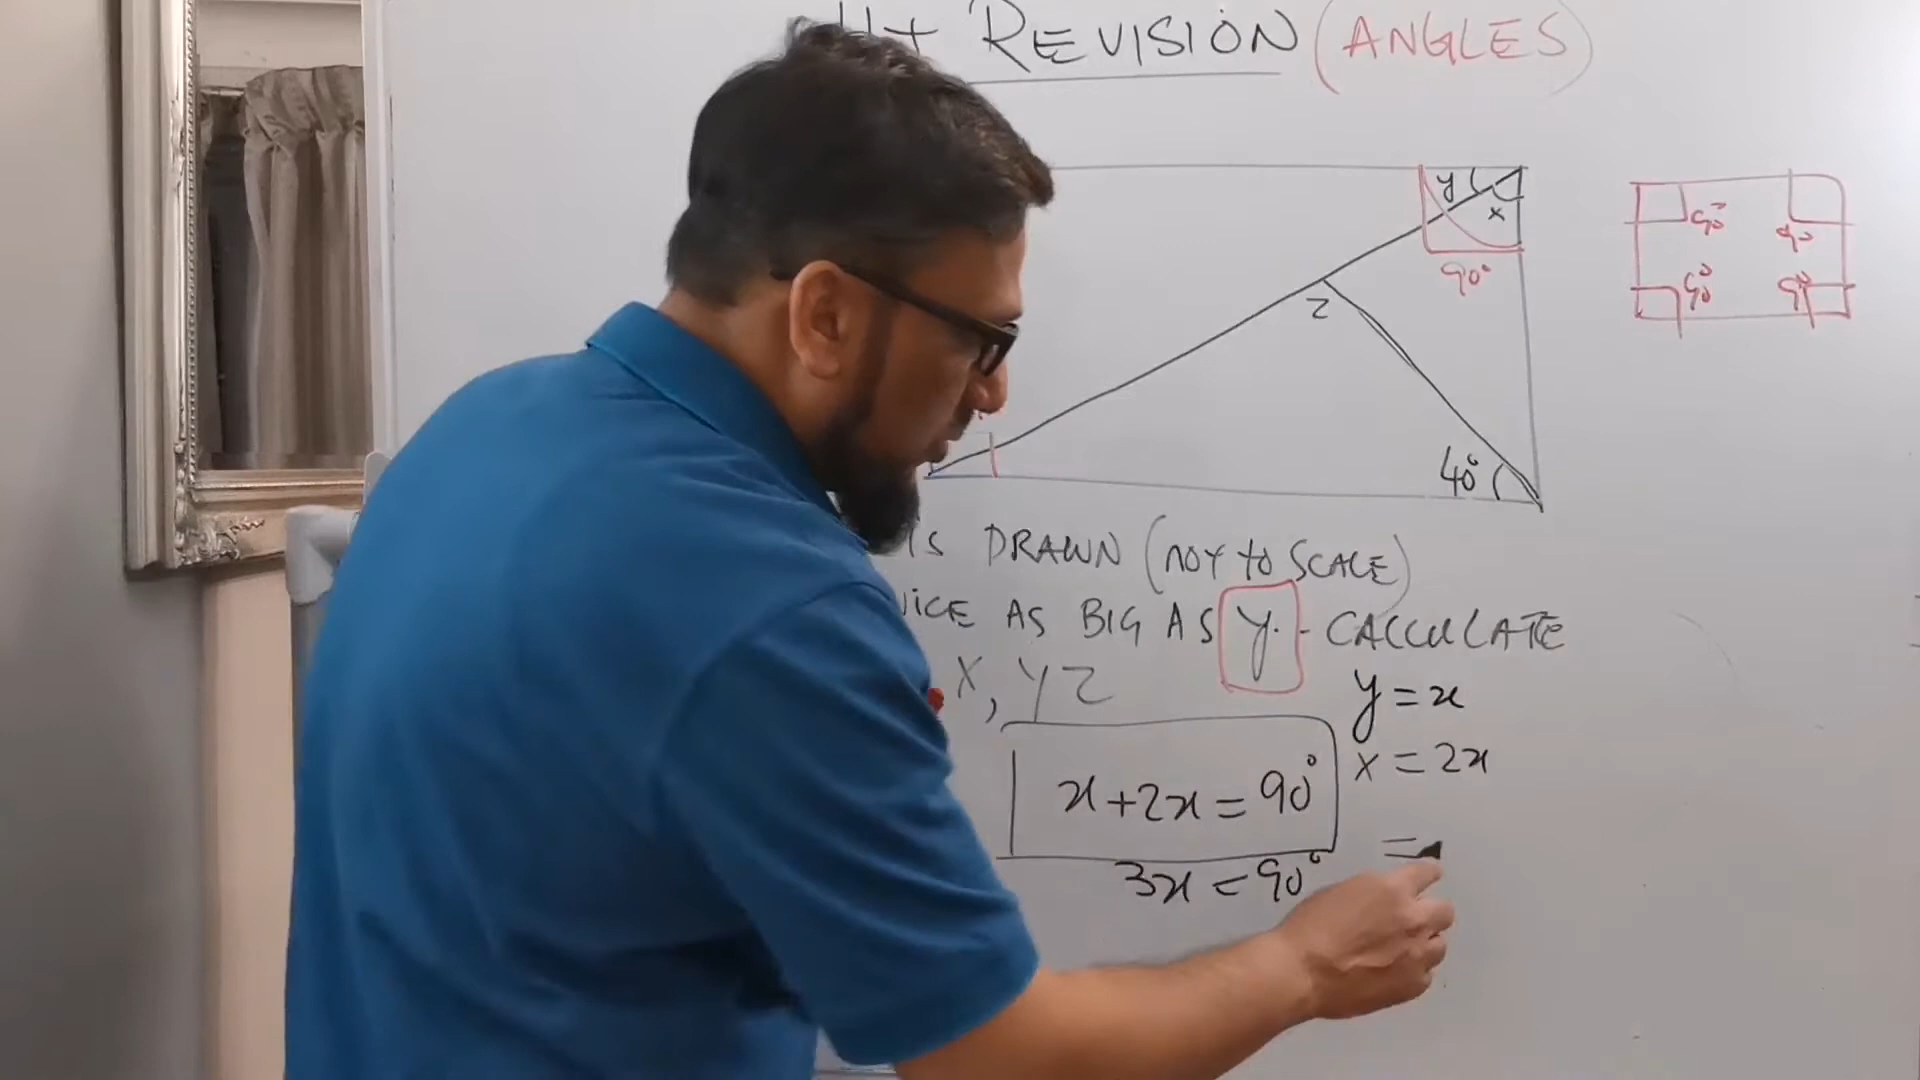 REVISION (ANGLES)
y
x
90°
z
40°
90°
90
90°
90°
IS DRAWN (NOT TO SCALE)
AS BIG AS y. - CALCULATE
X, Y Z
y = x
x = 2x
x + 2x = 90°
=
3x = 90°